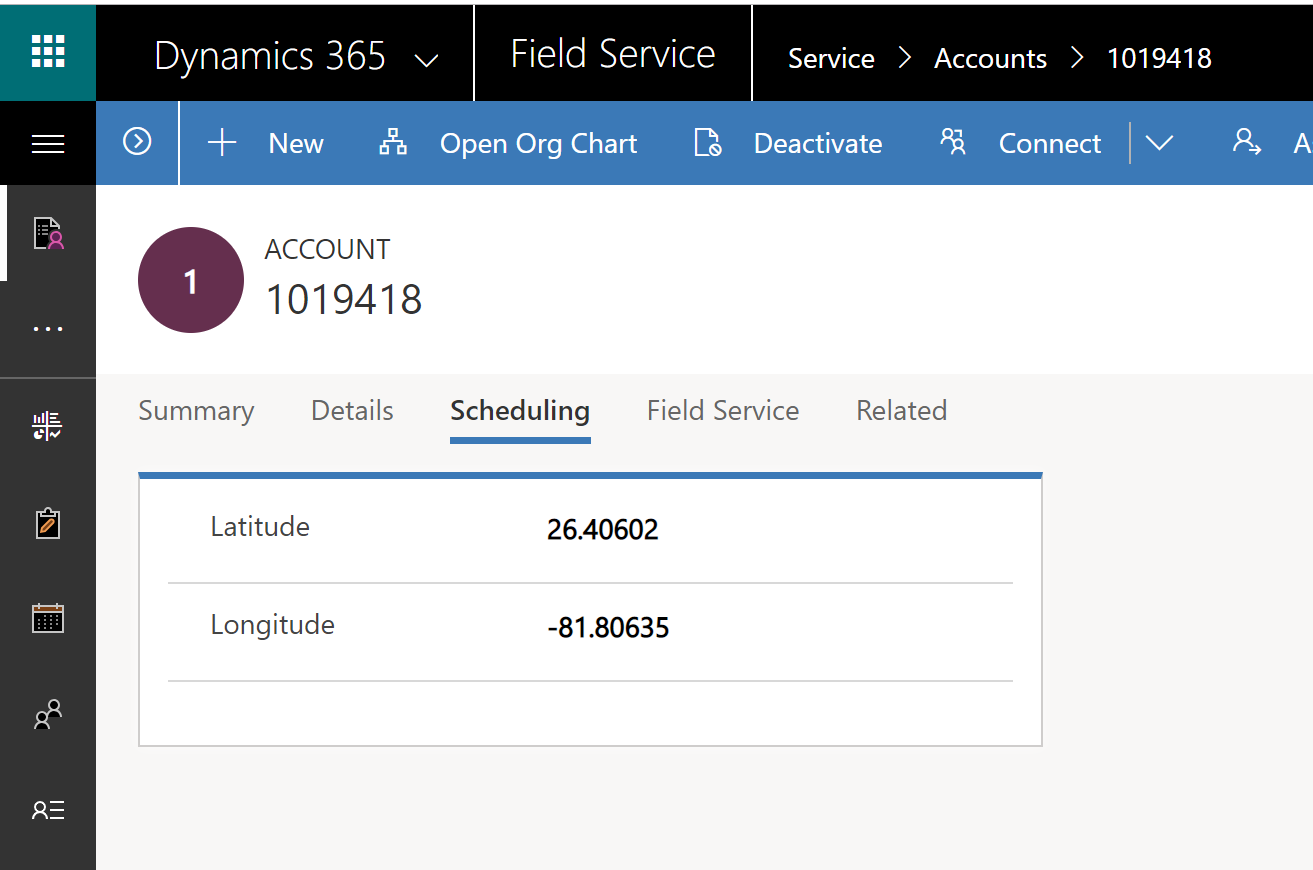 Dynamics 365 Field Service Service > Accounts > 1019418
New Open Org Chart Deactivate Connect A
1 ACCOUNT
1019418
Summary Details Scheduling Field Service Related
Latitude 26.40602
Longitude -81.80635